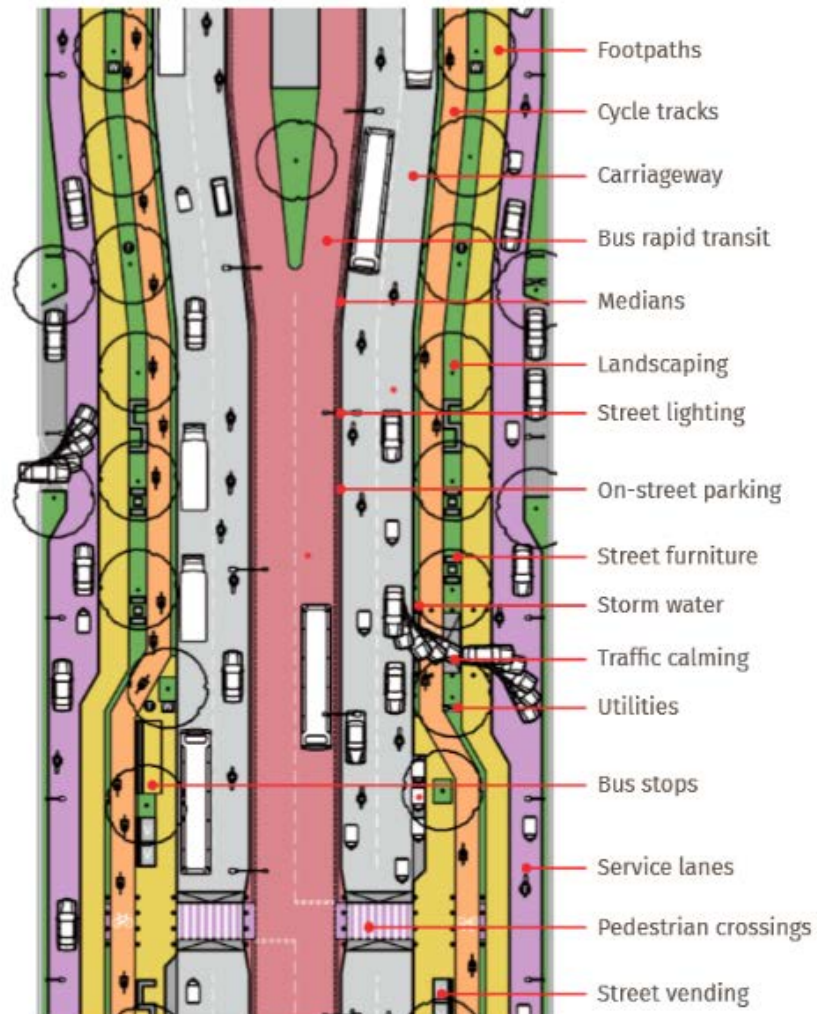 Footpaths
Cycle tracks
Carriageway
Bus rapid transit
Medians
Landscaping
Street lighting
On-street parking
Street furniture
Storm water
Traffic calming
Utilities
Bus stops
Service lanes
Pedestrian crossings
Street vending